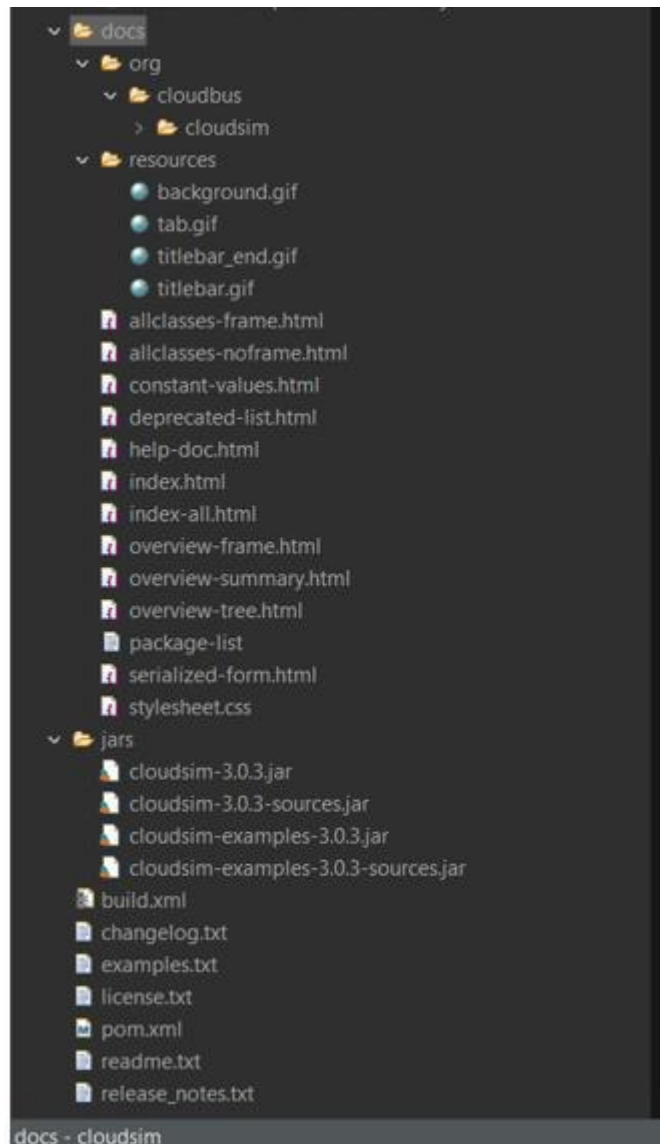 docs
org
cloudbus
cloudsim
resources
background.gif
tab.gif
titlebar_end.gif
titlebar.gif
allclasses-frame.html
allclasses-noframe.html
constant-values.html
deprecated-list.html
help-doc.html
index.html
index-all.html
overview-frame.html
overview-summary.html
overview-tree.html
package-list
serialized-form.html
stylesheet.css
jars
cloudsim-3.0.3.jar
cloudsim-3.0.3-sources.jar
cloudsim-examples-3.0.3.jar
cloudsim-examples-3.0.3-sources.jar
build.xml
changelog.txt
examples.txt
license.txt
pom.xml
readme.txt
release_notes.txt
docs - cloudsim